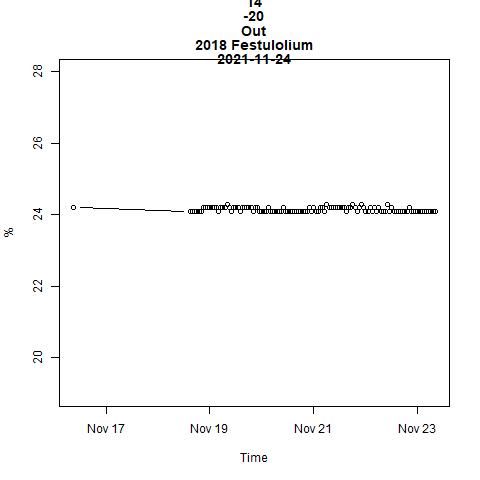 14
-20
Out
2018 Festulolium
2021-11-24
28
26
24
22
20
%
Nov 17
Nov 19
Nov 21
Nov 23
Time